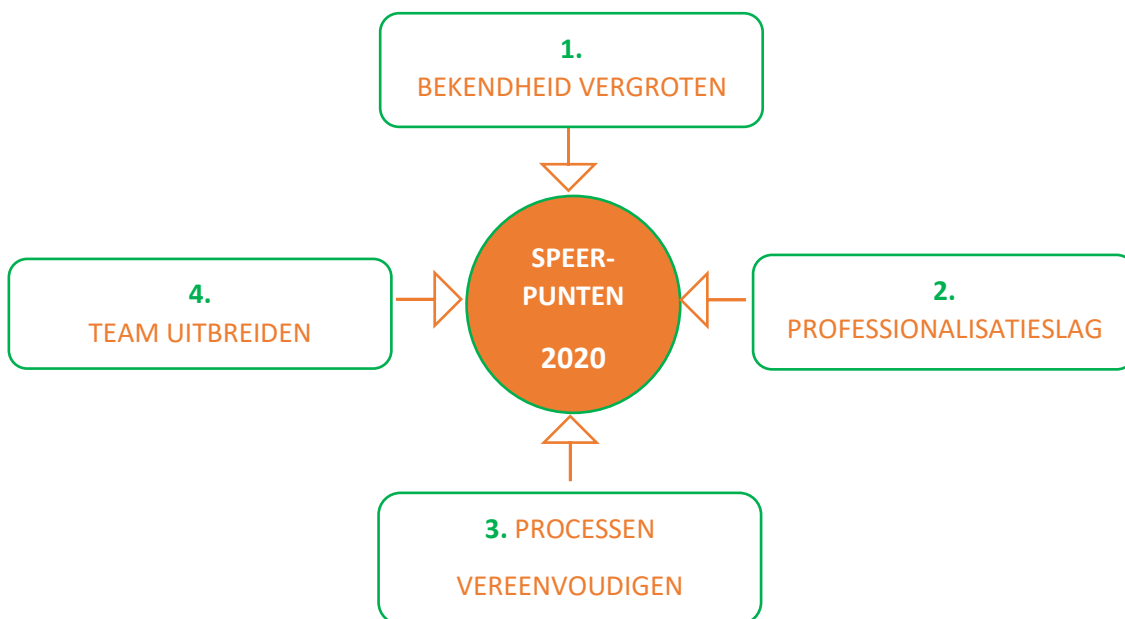 1.
BEKENDHEID VERGROTEN
SPEER-
PUNTEN
2020
2.
PROFESSIONALISATIESLAG
3. PROCESSEN
VEREENVOUDIGEN
4.
TEAM UITBREIDEN